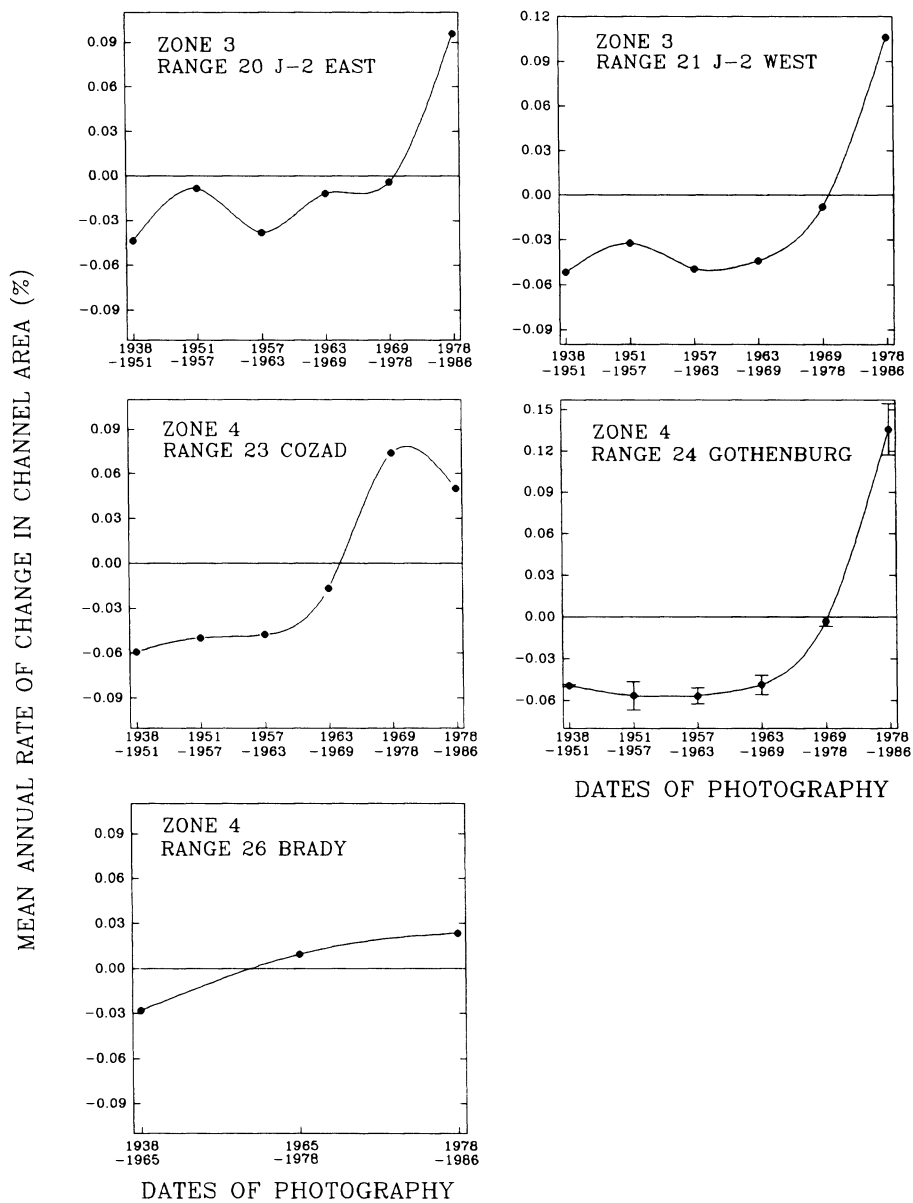 MEAN ANNUAL RATE OF CHANGE IN CHANNEL AREA (%)
ZONE 3
RANGE 20 J-2 EAST
0.09
0.06
0.03
0.00
-0.03
-0.06
-0.09
1938 1951 1957 1963 1969 1978
-1951 -1957 -1963 -1969 -1978 -1986
ZONE 3
RANGE 21 J-2 WEST
0.12
0.09
0.06
0.03
0.00
-0.03
-0.06
-0.09
1938 1951 1957 1963 1969 1978
-1951 -1957 -1963 -1969 -1978 -1986
ZONE 4
RANGE 23 COZAD
0.09
0.06
0.03
0.00
-0.03
-0.06
-0.09
1938 1951 1957 1963 1969 1978
-1951 -1957 -1963 -1969 -1978 -1986
ZONE 4
RANGE 24 GOTHENBURG
0.15
0.12
0.09
0.06
0.03
0.00
-0.03
-0.06
1938 1951 1957 1963 1969 1978
-1951 -1957 -1963 -1969 -1978 -1986
DATES OF PHOTOGRAPHY
ZONE 4
RANGE 26 BRADY
0.09
0.06
0.03
0.00
-0.03
-0.06
-0.09
1938 1965 1978
-1965 -1978 -1986
DATES OF PHOTOGRAPHY